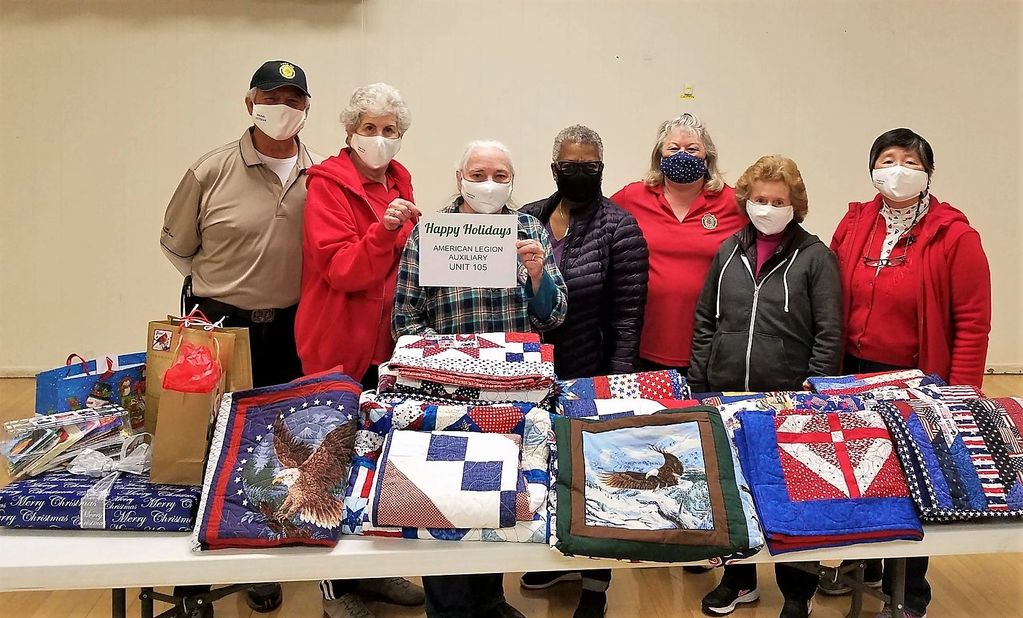 Happy Holidays
AMERICAN LEGION
AUXILIARY
UNIT 105
Merry Christmas
Merry Christmas
Merry Christmas